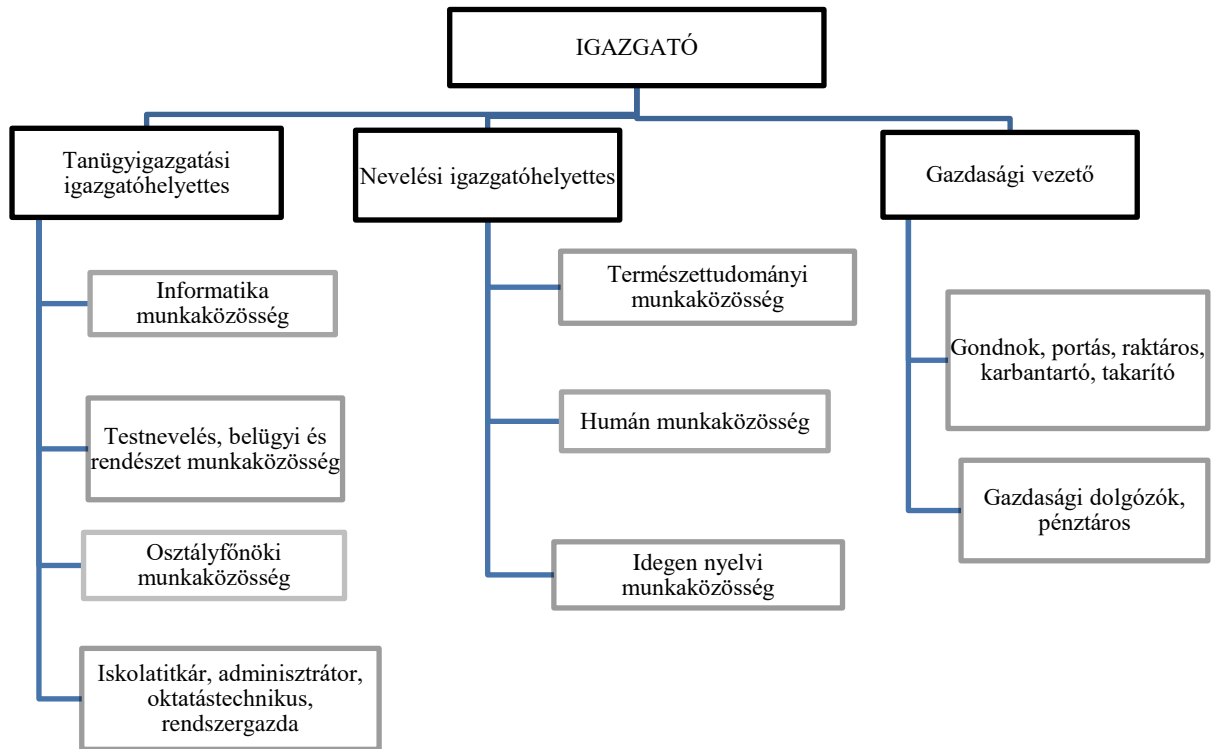 IGAZGATÓ
Tanügyigazgatási
igazgatóhelyettes
Informatika
munkaközösség
Testnevelés, belügyi és
rendészet munkaközösség
Osztályfőnöki
munkaközösség
Iskolatitkár, adminisztrátor,
oktatástechnikus,
rendszergazda
Nevelési igazgatóhelyettes
Természettudományi
munkaközösség
Humán munkaközösség
Idegen nyelvi
munkaközösség
Gazdasági vezető
Gondnok, portás, raktáros,
karbantartó, takarító
Gazdasági dolgózók,
pénztáros